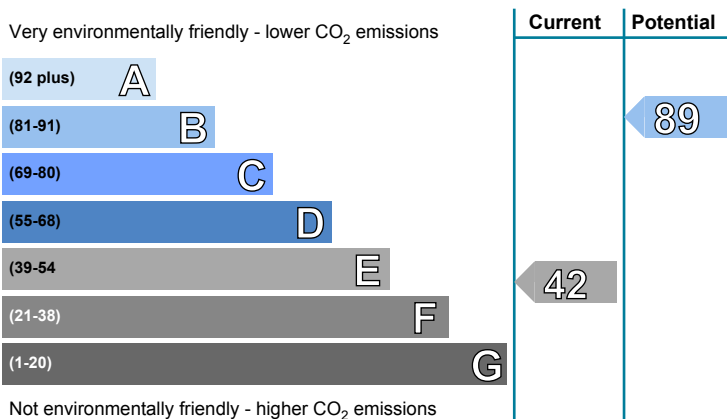 Very environmentally friendly - lower CO2 emissions
Current
Potential
(92 plus) A
(81-91) B
89
(69-80) C
(55-68) D
(39-54 E
42
(21-38) F
(1-20) G
Not environmentally friendly - higher CO2 emissions